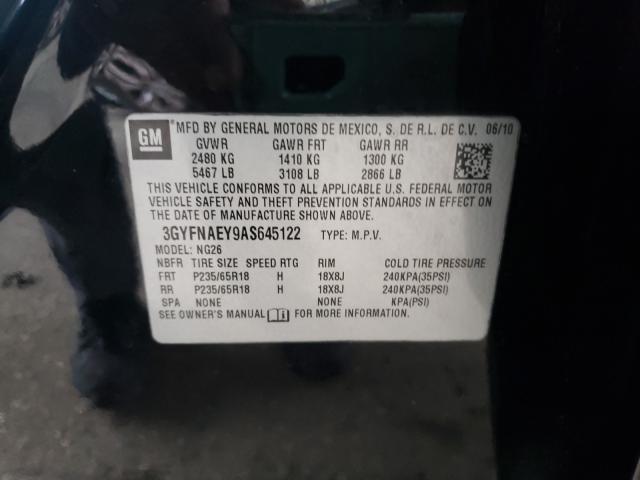 GM MFD BY GENERAL MOTORS DE MEXICO, S. DE R.L. DE C.V. 06/10
GVWR GAWR FRT GAWR RR
2480 KG 1410 KG 1300 KG
5467 LB 3108 LB 2866 LB
THIS VEHICLE CONFORMS TO ALL APPLICABLE U.S. FEDERAL MOTOR
VEHICLE SAFETY AND THEFT PREVENTION STANDARDS IN EFFECT ON
THE DATE OF MANUFACTURE SHOWN ABOVE.
3GYFNAEY9AS645122 TYPE: M.P.V.
MODEL: NG26
NBFR TIRE SIZE SPEED RTG RIM COLD TIRE PRESSURE
FRT P235/65R18 H 18X8J 240KPA(35PSI)
RR P235/65R18 H 18X8J 240KPA(35PSI)
SPA NONE NONE KPA(PSI)
SEE OWNER'S MANUAL FOR MORE INFORMATION.